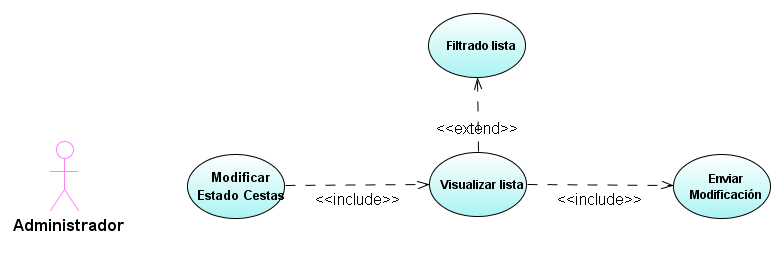 Filtrado lista
<<extend>>
Modificar
Estado Cestas
<<include>>
Visualizar lista
<<include>>
Enviar
Modificación
Administrador